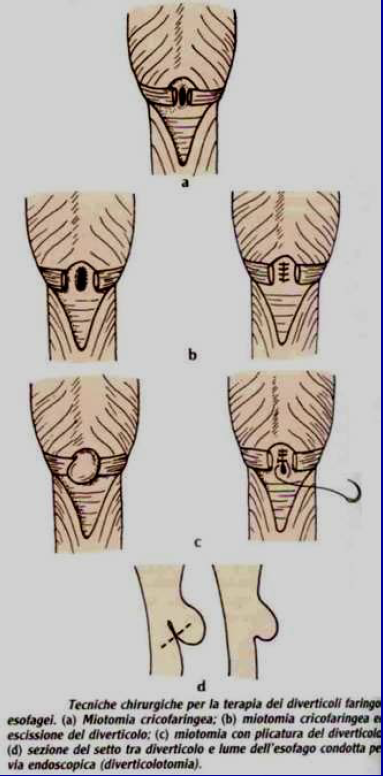 a
b
c
d
Tecniche chirurgiche per la terapia dei diverticoli faringo
esofagei. (a) Miotomia cricofaringea; (b) miotomia cricofaringea e
escissione del diverticolo; (c) miotomia con plicatura del diverticolo
(d) sezione del setto tra diverticolo e lume dell'esofago condotta pe
via endoscopica (diverticolotomia).